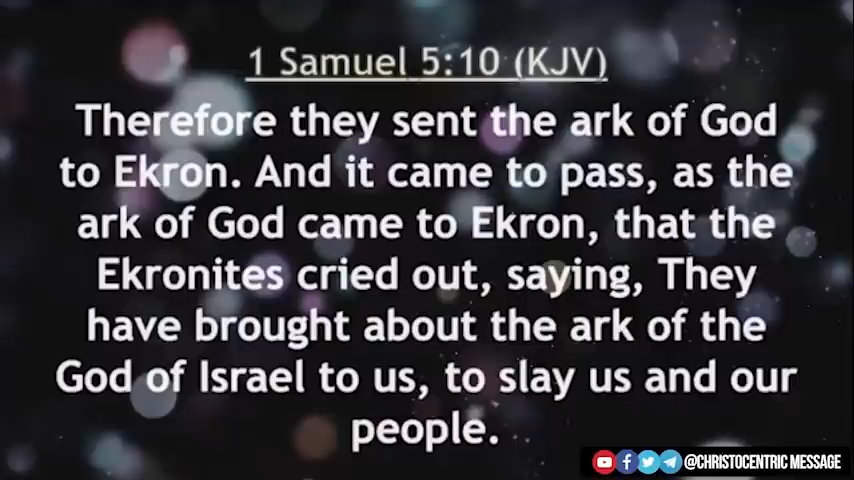 1 Samuel 5:10 (KJV)
Therefore they sent the ark of God
to Ekron. And it came to pass, as the
ark of God came to Ekron, that the
Ekronites cried out, saying, They
have brought about the ark of the
God of Israel to us, to slay us and our
people.
@CHRISTOCENTRIC MESSAGE